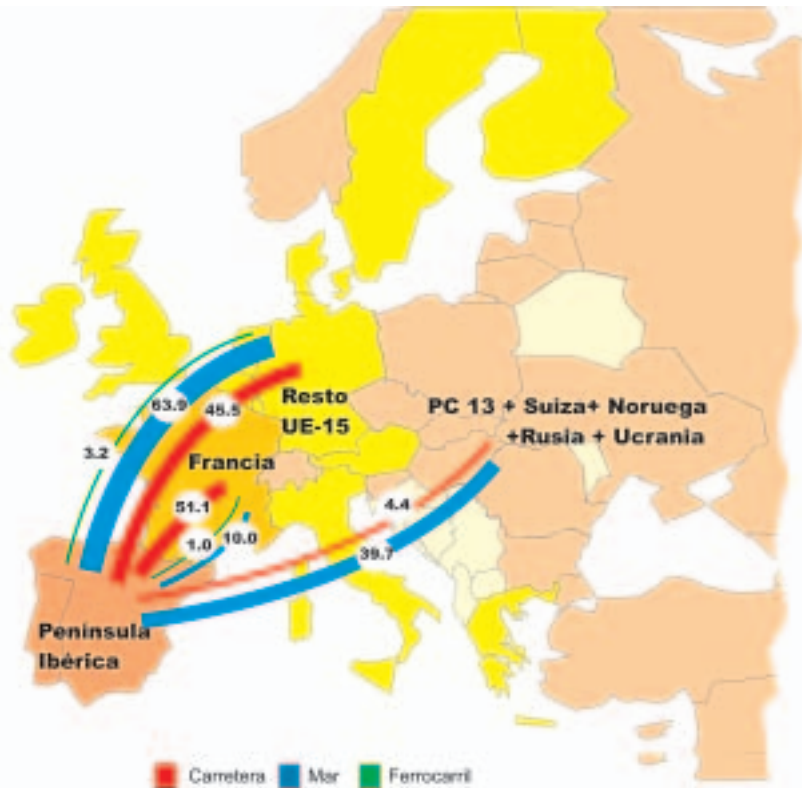 63.9
45.5
3.2
Resto
UE-15
PC 13 + Suiza+ Noruega
+Rusia + Ucrania
Francia
51.1
1.0
10.0
4.4
39.7
Península
Ibérica
Carretera
Mar
Ferrocarril